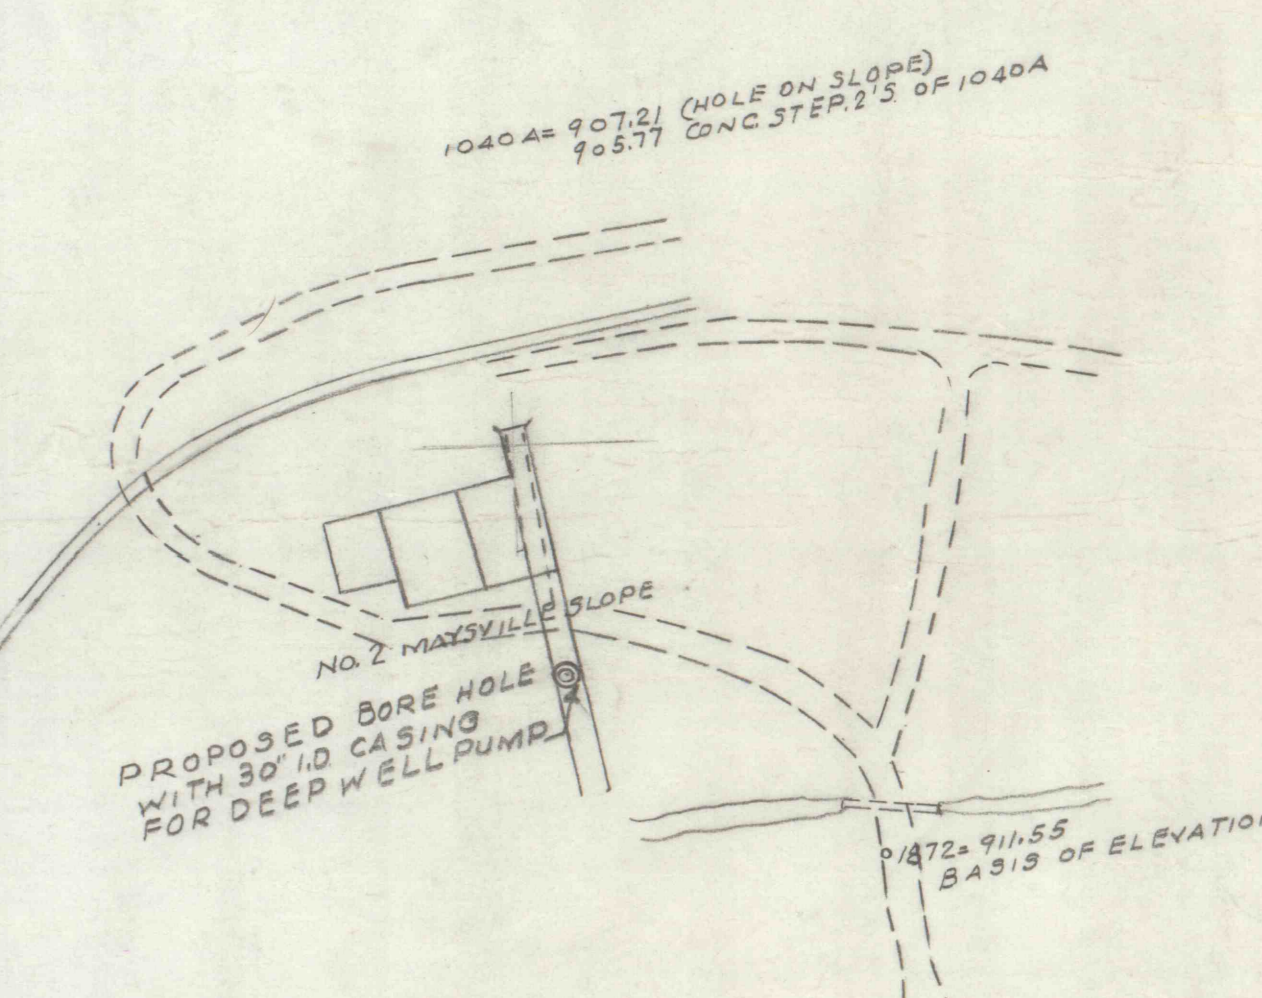 1040A= 907.21 (HOLE ON SLOPE)
905.77 CONC. STEP. 2'S. OF 1040A
NO. 2 MAYSVILLE SLOPE
PROPOSED BORE HOLE
WITH 30" I.D. CASING
FOR DEEP WELL PUMP
1872= 911.55
BASIS OF ELEVATIO